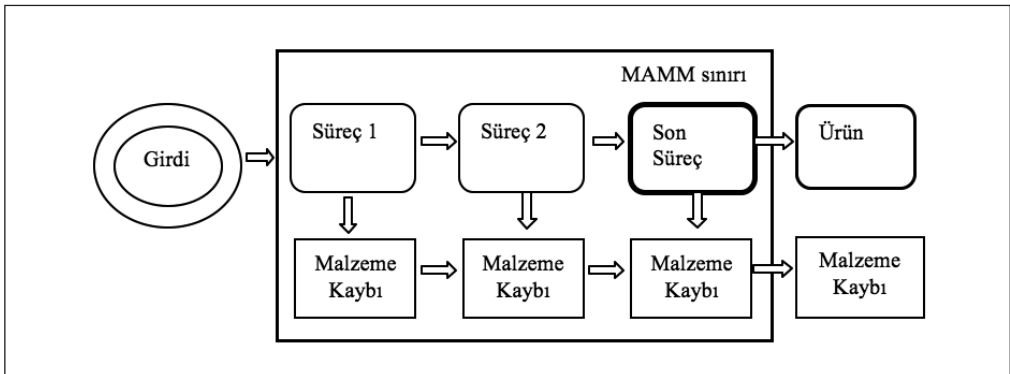 MAMM sınırı
Girdi
Süreç 1
Süreç 2
Son
Süreç
Ürün
Malzeme
Kaybı
Malzeme
Kaybı
Malzeme
Kaybı
Malzeme
Kaybı